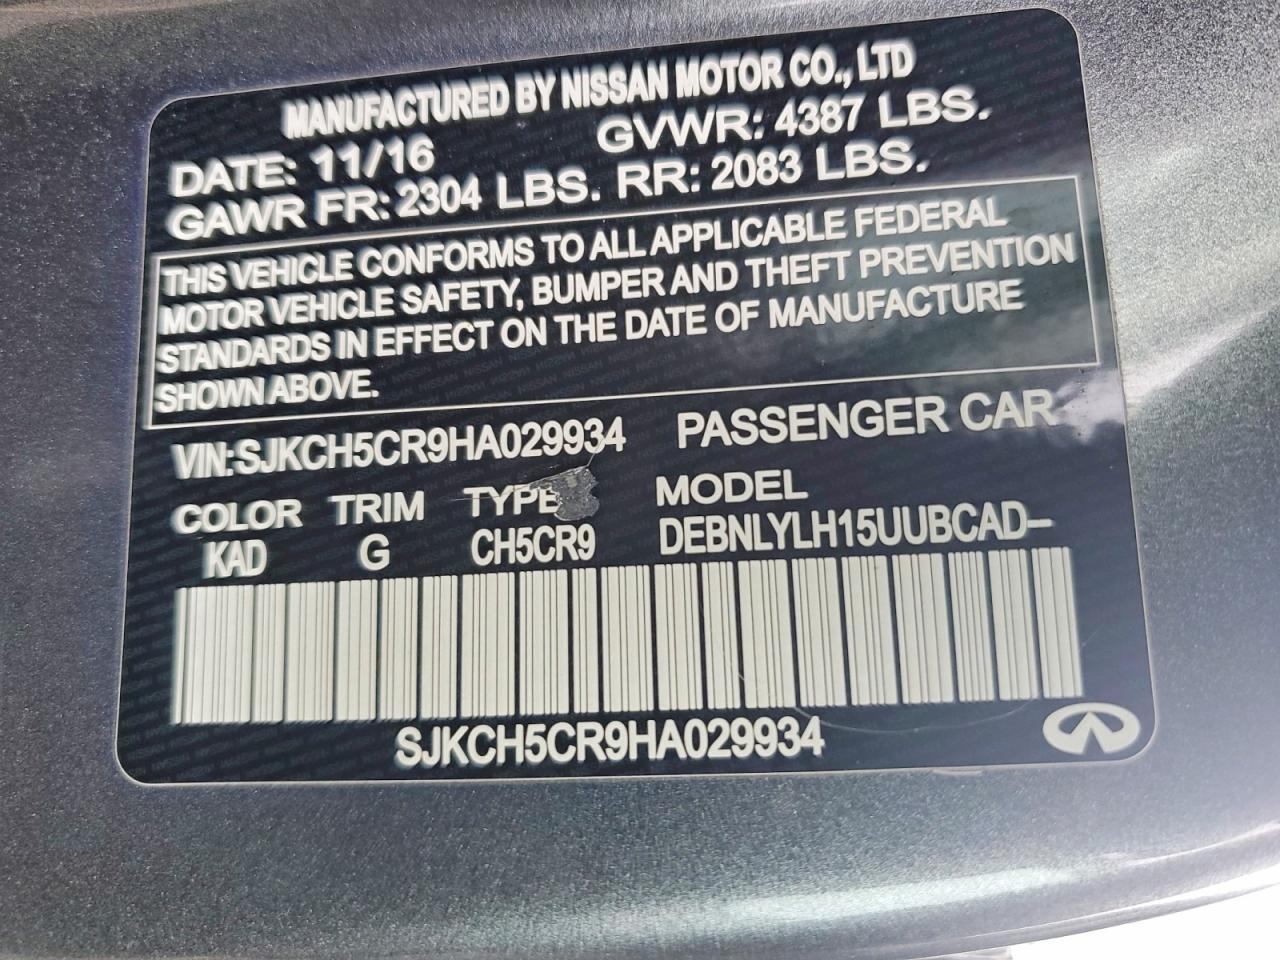 MANUFACTURED BY NISSAN MOTOR CO., LTD
DATE: 11/16 GVWR: 4387 LBS.
GAWR FR: 2304 LBS. RR: 2083 LBS.
THIS VEHICLE CONFORMS TO ALL APPLICABLE FEDERAL
MOTOR VEHICLE SAFETY, BUMPER AND THEFT PREVENTION
STANDARDS IN EFFECT ON THE DATE OF MANUFACTURE
SHOWN ABOVE.
VIN:SJKCH5CR9HA029934 PASSENGER CAR
COLOR TRIM TYPE MODEL
KAD G CH5CR9 DEBNLYLH15UUBCAD–
SJKCH5CR9HA029934